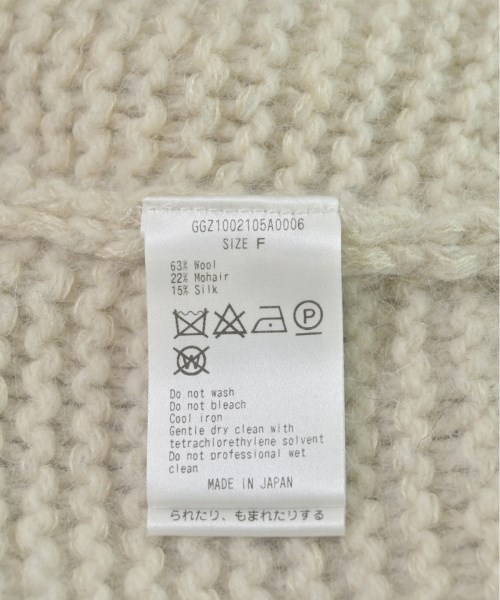 GGZ1002105A0006
SIZE F
63% Wool
22% Mohair
15% Silk
P
W
Do not wash
Do not bleach
Cool iron
Gentle dry clean with
tetrachlorethylene solvent
Do not professional wet
clean
MADE IN JAPAN
られたり、もまれたりする